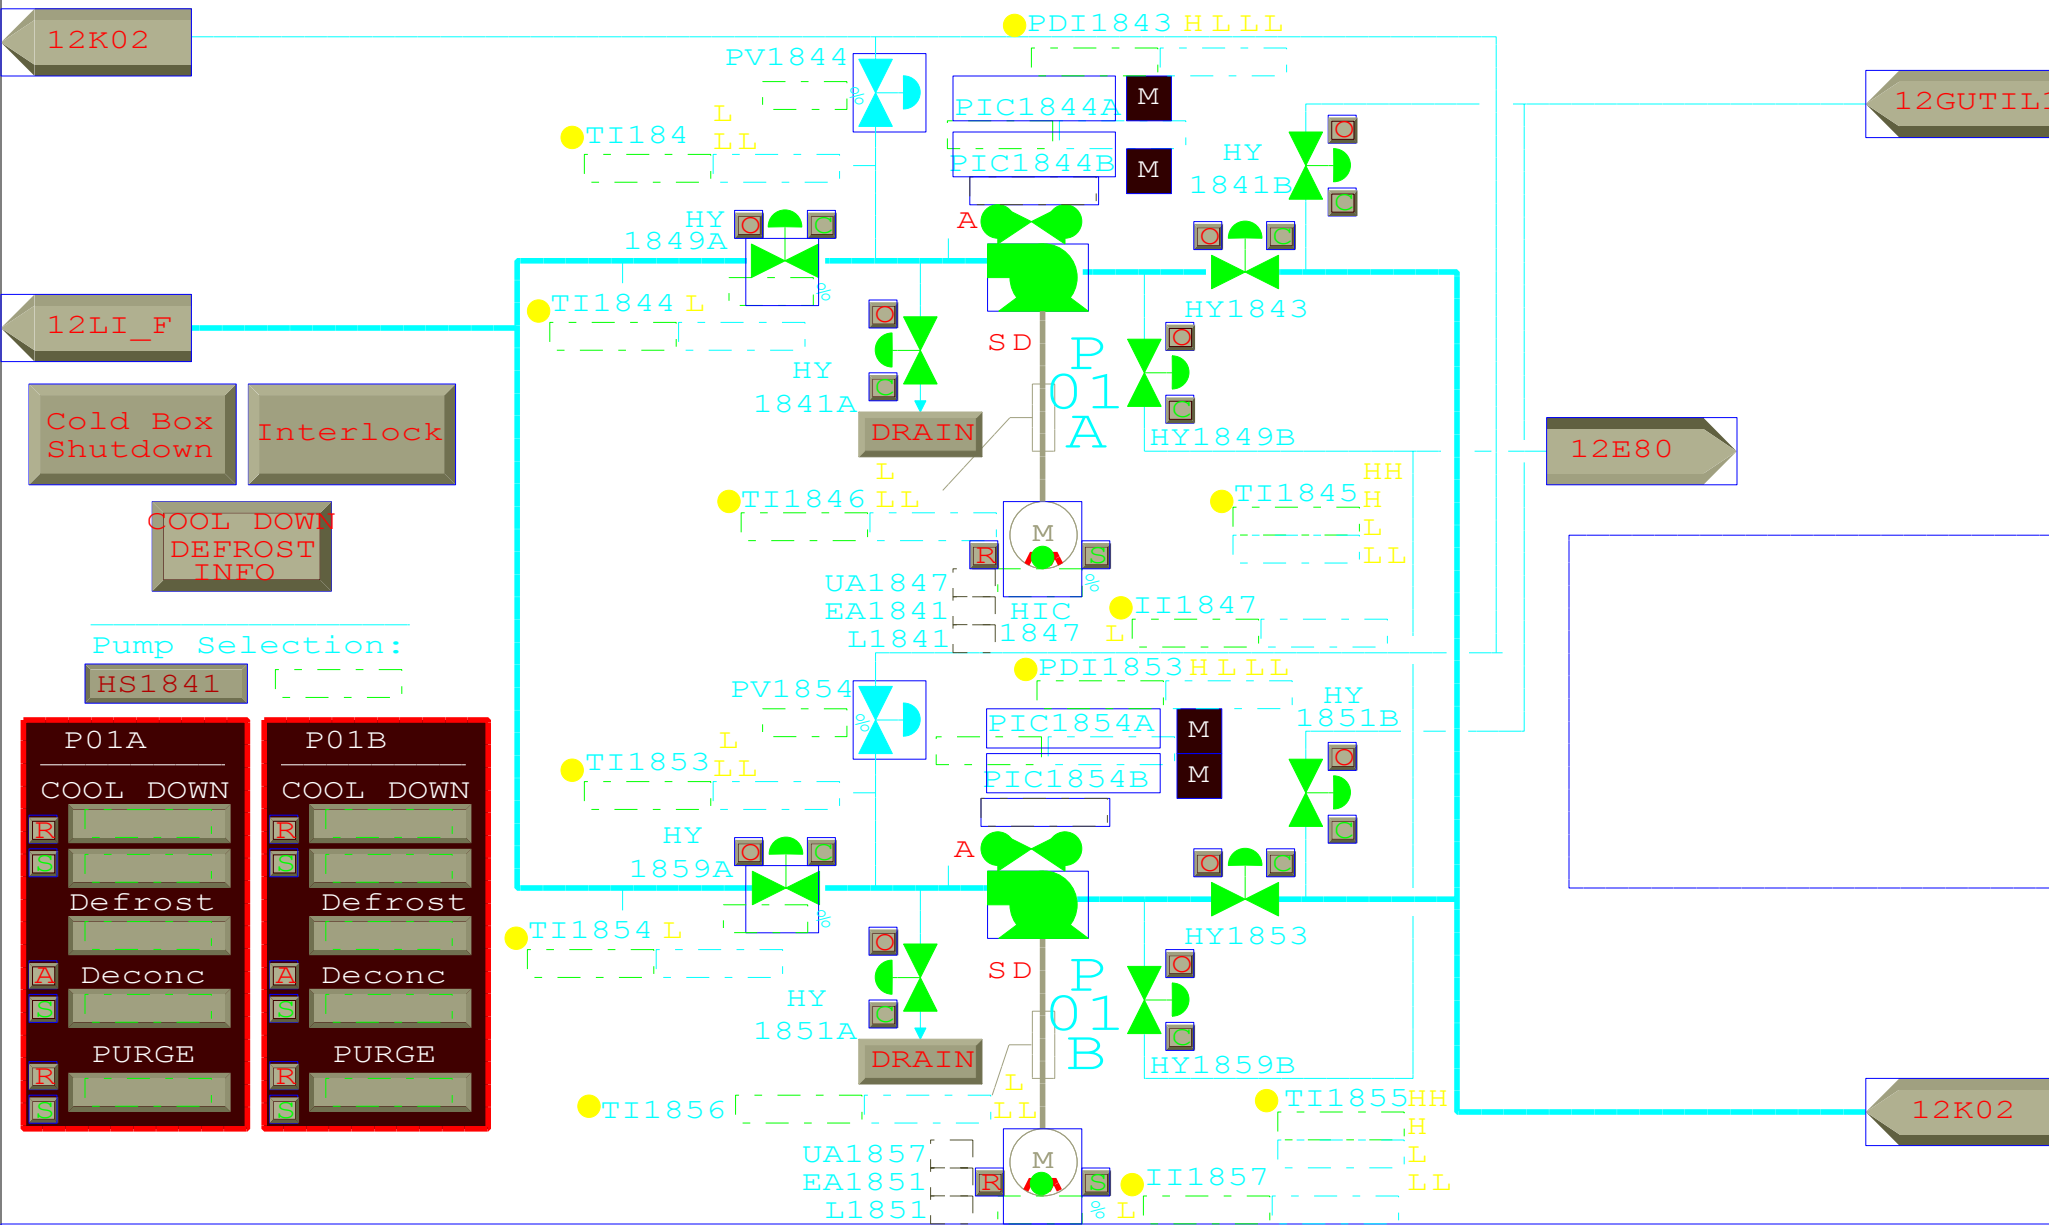 12K02
PDI1843 H L LL
PV1844
%
PIC1844A
M
12GUTIL1
L
TI184
LL
PIC1844B
M
HY
1841B
O
C
HY
1849A
O
C
A
O
C
TI1844 L
%
HY1843
12LI_F
O
HY
1841A
C
SD
P
01
A
O
C
HY1849B
DRAIN
Cold Box
Shutdown
Interlock
12E80
L
TI1846
LL
TI1845
HH
H
L
LL
COOL DOWN
DEFROST
INFO
M
R
S
%
UA1847
EA1841
L1841
HIC
1847
II1847
L
Pump Selection:
HS1841
PDI1853 H L LL
PV1854
%
PIC1854A
M
HY
1851B
L
TI1853
LL
PIC1854B
M
O
C
P01A
COOL DOWN
R
S
Defrost
A
Deconc
S
PURGE
R
S
P01B
COOL DOWN
R
S
Defrost
A
Deconc
S
PURGE
R
S
HY
1859A
O
C
A
O
C
TI1854 L
%
HY1853
O
HY
1851A
C
SD
P
01
B
O
C
HY1859B
DRAIN
L
TI1856
LL
TI1855
HH
H
L
LL
12K02
M
R
S
%
UA1857
EA1851
L1851
II1857
L